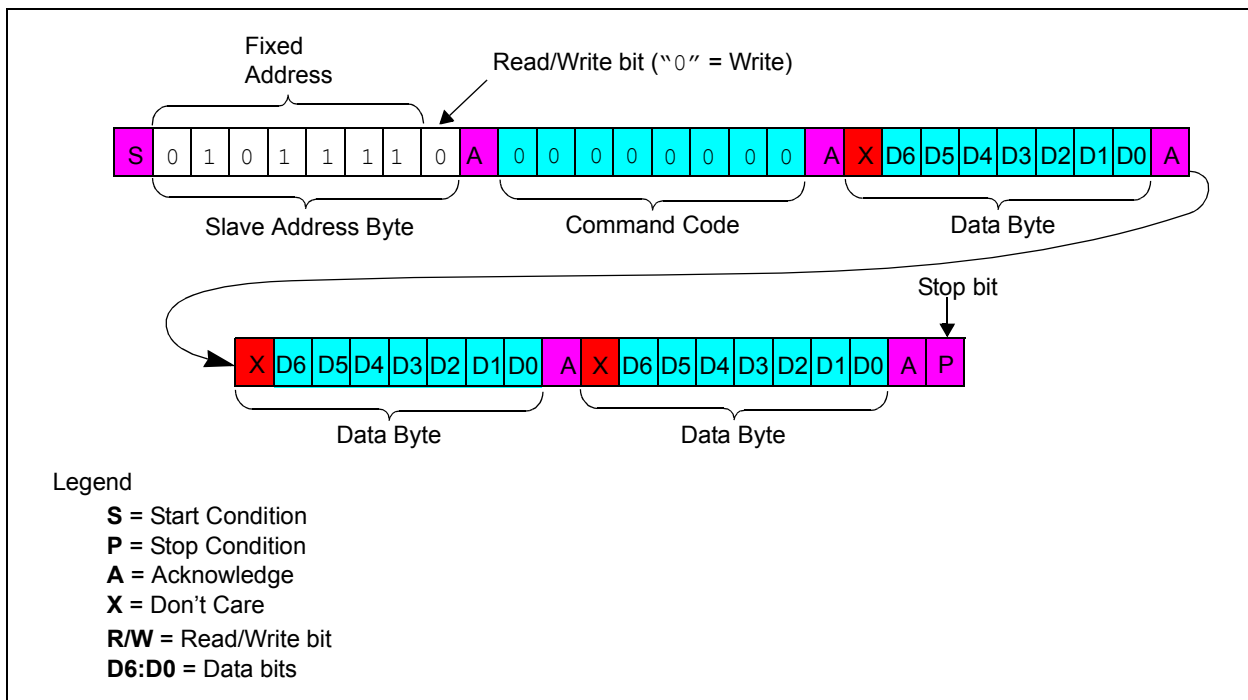 Fixed
Address
Read/Write bit (“0” = Write)
S 0 1 0 1 1 1 1 0 A 0 0 0 0 0 0 0 0 A X D6 D5 D4 D3 D2 D1 D0 A
Slave Address Byte Command Code Data Byte
Stop bit
X D6 D5 D4 D3 D2 D1 D0 A X D6 D5 D4 D3 D2 D1 D0 A P
Data Byte Data Byte
Legend
S = Start Condition
P = Stop Condition
A = Acknowledge
X = Don't Care
R/W = Read/Write bit
D6:D0 = Data bits